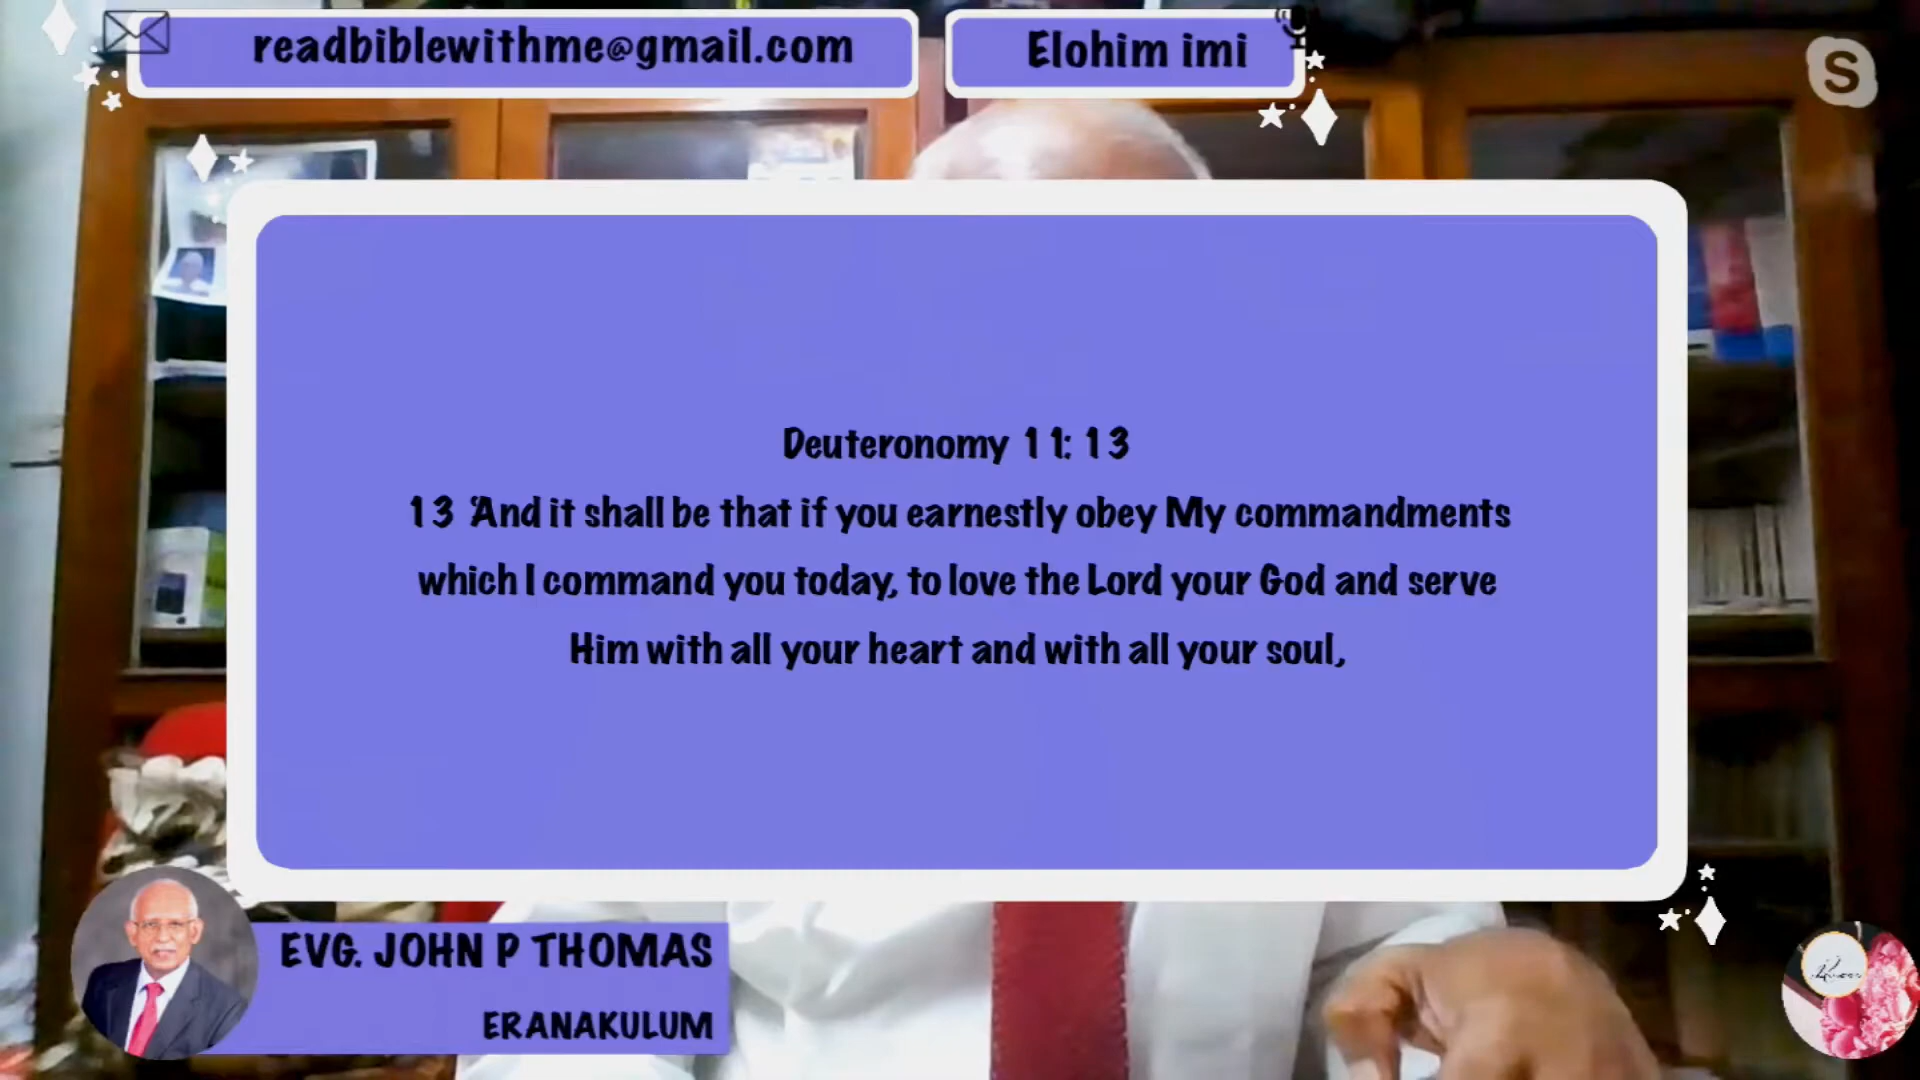 readbiblewithme@gmail.com
Elohim imi
S
Deuteronomy 11: 13
13 ‘And it shall be that if you earnestly obey My commandments
which I command you today, to love the Lord your God and serve
Him with all your heart and with all your soul,
EVG. JOHN P THOMAS
ERANAKULUM